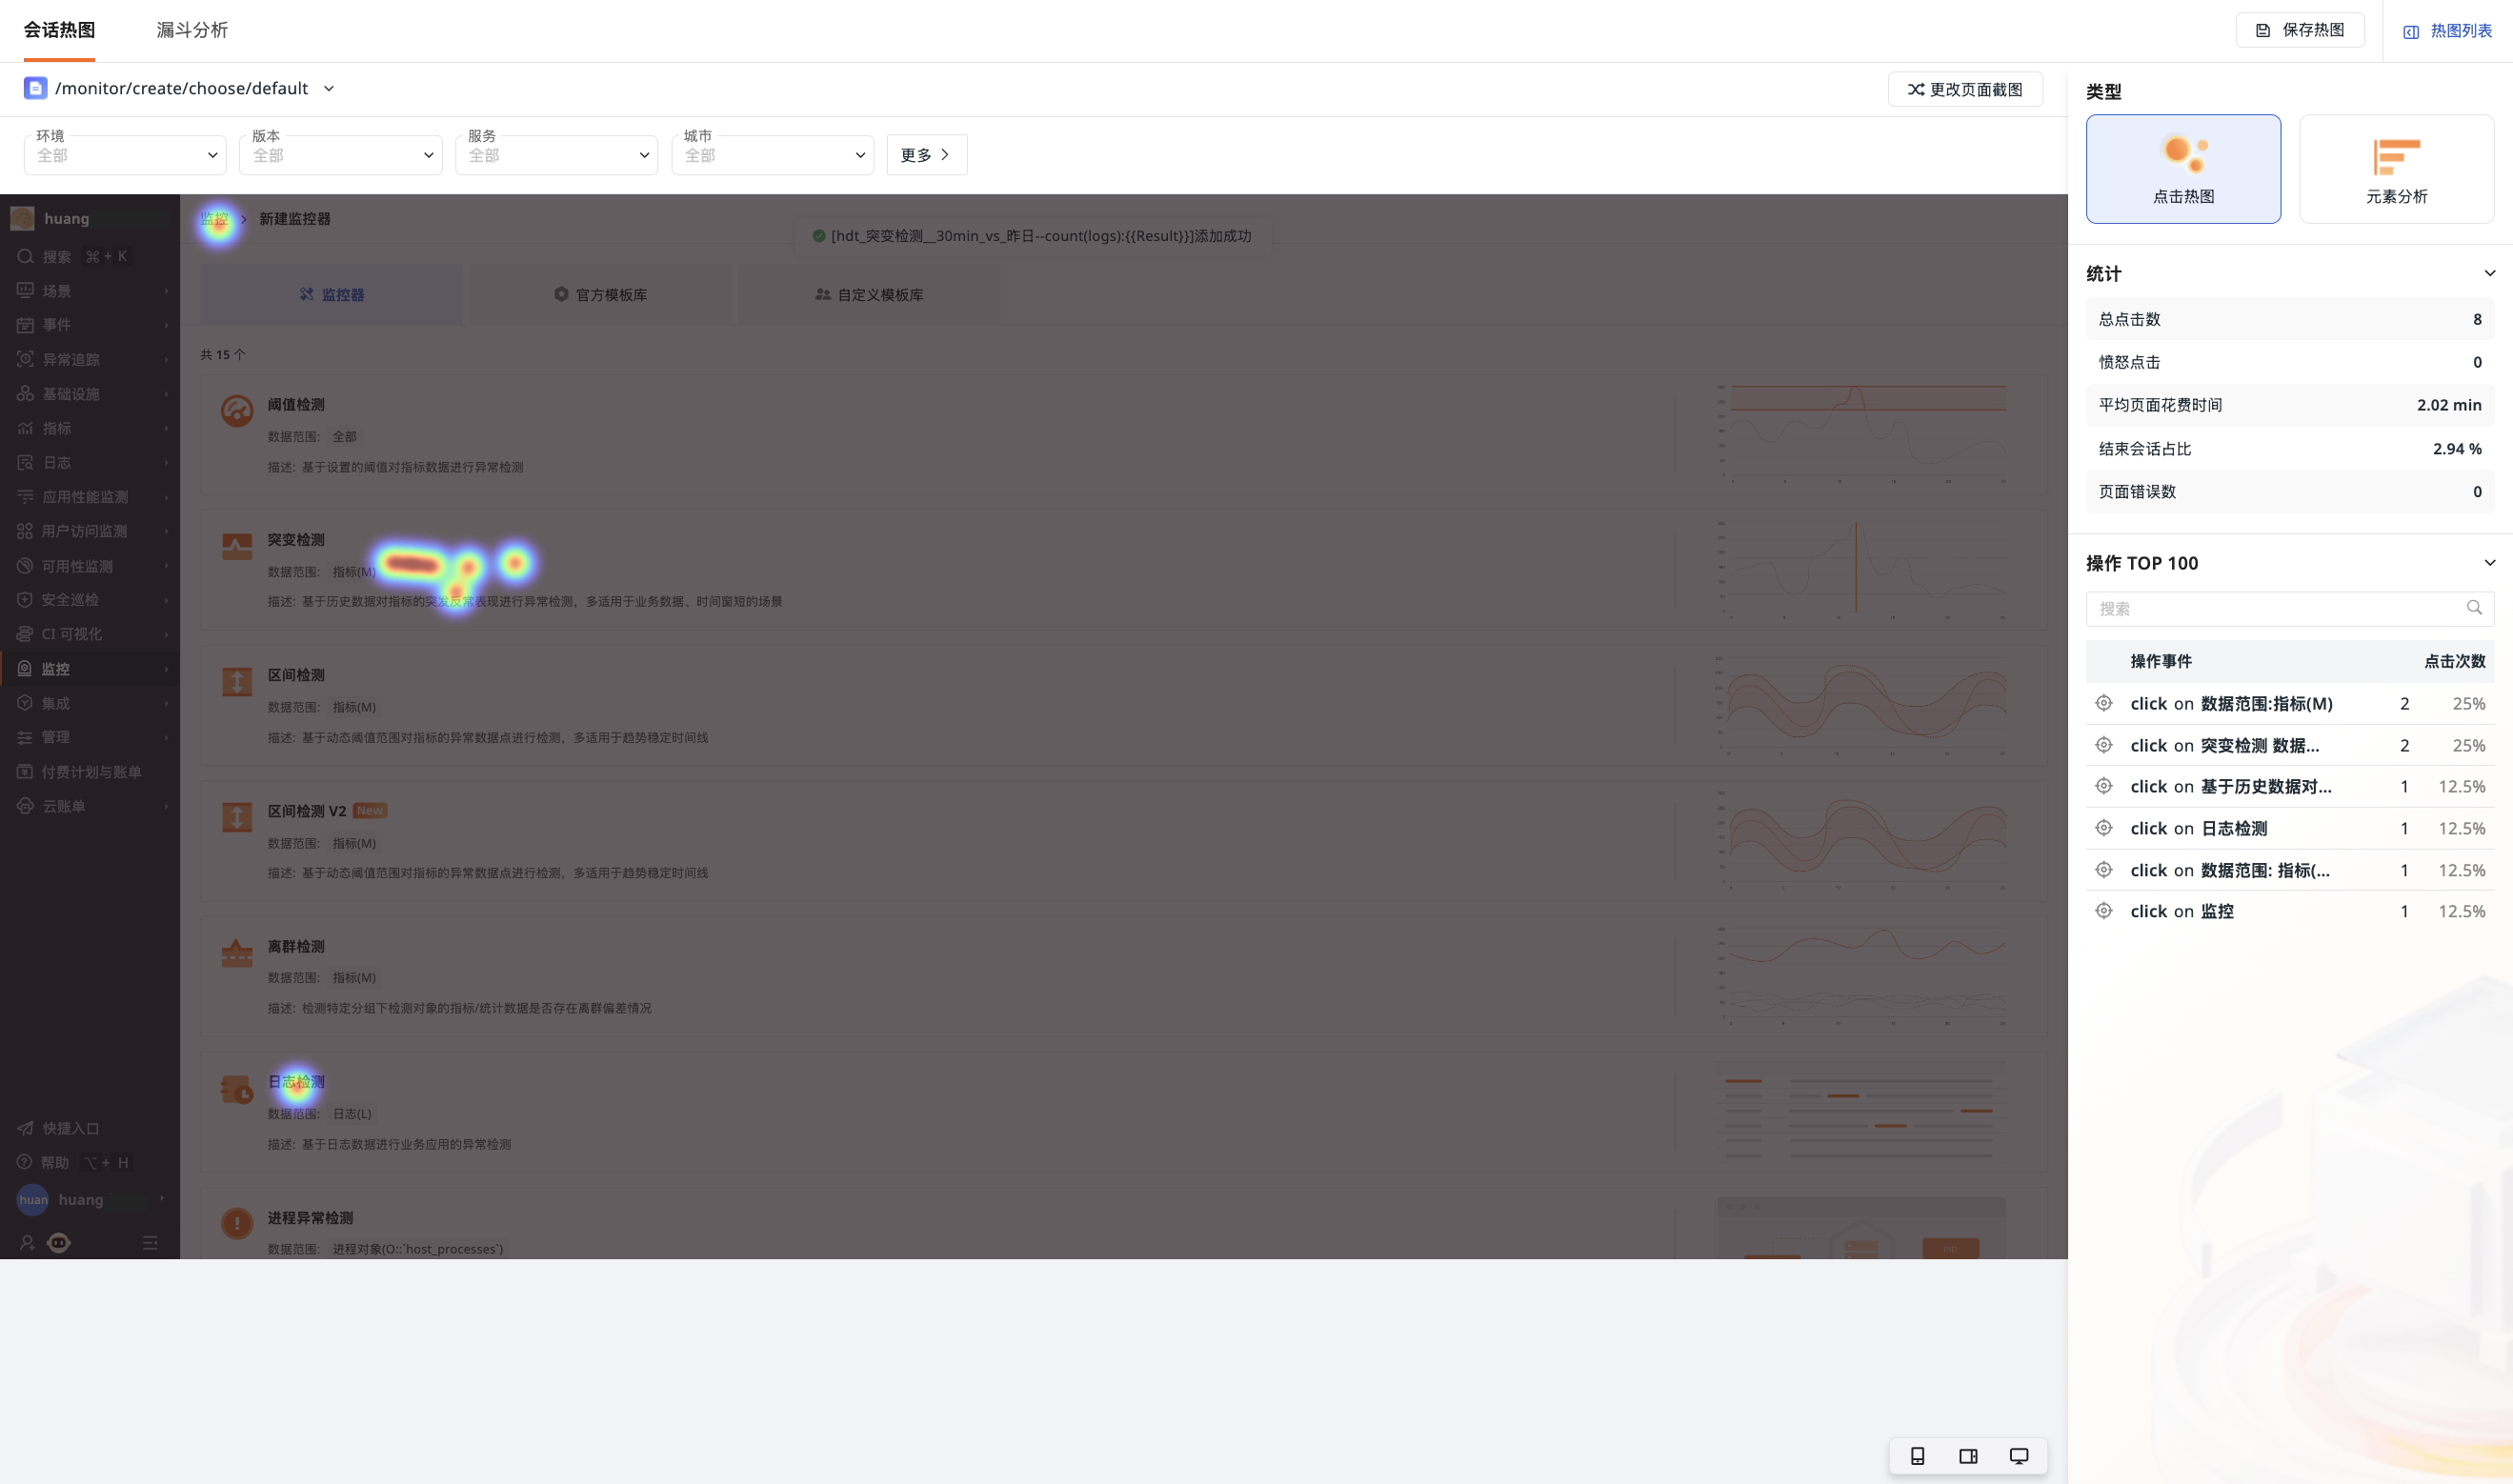 会话热图
漏斗分析
保存热图
热图列表
/monitor/create/choose/default
更改页面截图
环境
全部
版本
全部
服务
全部
城市
全部
更多
huang
搜索 ⌘ + K
场景
事件
异常追踪
基础设施
指标
日志
应用性能监测
用户访问监测
可用性监测
安全巡检
CI 可视化
监控
集成
管理
付费计划与账单
云账单
快捷入口
帮助 ⌥ + H
huan huang
监控 > 新建监控器
[hdt_突变检测__30min_vs_昨日--count(logs):{{Result}}]添加成功
监控器
官方模板库
自定义模板库
共 15 个
阈值检测
数据范围: 全部
描述: 基于设置的阈值对指标数据进行异常检测
突变检测
数据范围: 指标(M)
描述: 基于历史数据对指标的突发反常表现进行异常检测，多适用于业务数据、时间窗短的场景
区间检测
数据范围: 指标(M)
描述: 基于动态阈值范围对指标的异常数据点进行检测，多适用于趋势稳定时间线
区间检测 V2 New
数据范围: 指标(M)
描述: 基于动态阈值范围对指标的异常数据点进行检测，多适用于趋势稳定时间线
离群检测
数据范围: 指标(M)
描述: 检测特定分组下检测对象的指标/统计数据是否存在离群偏差情况
日志检测
数据范围: 日志(L)
描述: 基于日志数据进行业务应用的异常检测
进程异常检测
数据范围: 进程对象(O::`host_processes`)
PID
类型
点击热图
元素分析
统计
总点击数 8
愤怒点击 0
平均页面花费时间 2.02 min
结束会话占比 2.94 %
页面错误数 0
操作 TOP 100
搜索
操作事件 点击次数
click on 数据范围:指标(M) 2 25%
click on 突变检测 数据... 2 25%
click on 基于历史数据对... 1 12.5%
click on 日志检测 1 12.5%
click on 数据范围: 指标(... 1 12.5%
click on 监控 1 12.5%